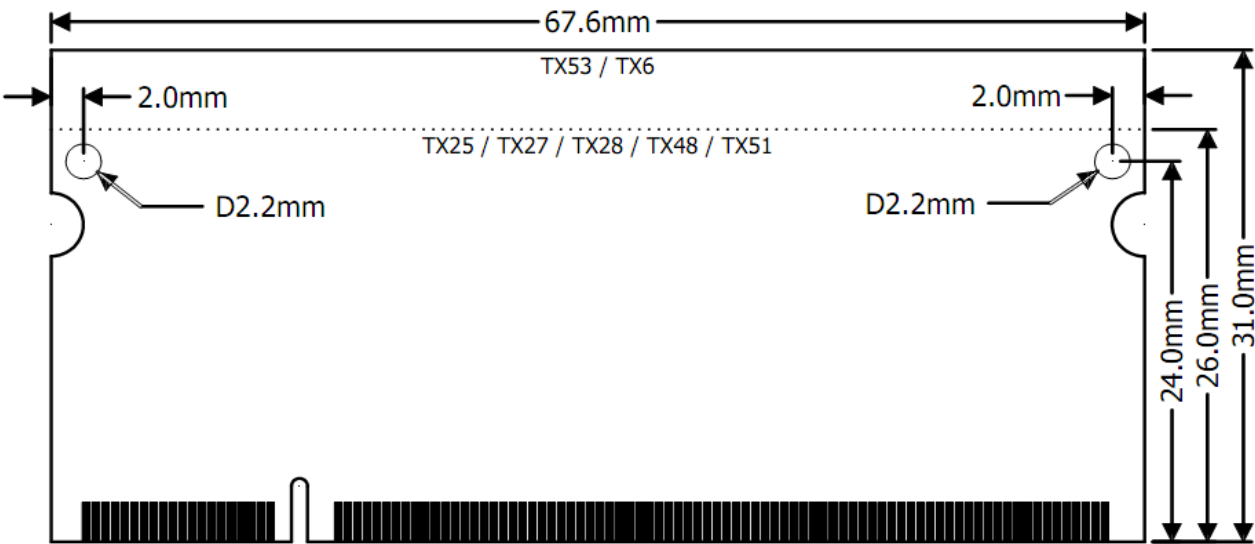 67.6mm
TX53 / TX6
2.0mm
2.0mm
TX25 / TX27 / TX28 / TX48 / TX51
D2.2mm
D2.2mm
24.0mm
26.0mm
31.0mm